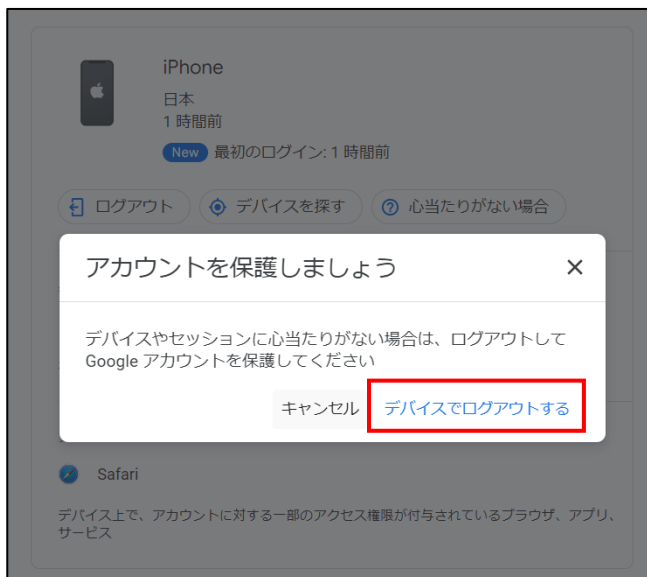 iPhone
日本
1 時間前
New 最初のログイン: 1 時間前
ログアウト デバイスを探す 心当たりがない場合
アカウントを保護しましょう
デバイスやセッションに心当たりがない場合は、ログアウトして
Google アカウントを保護してください
キャンセル デバイスでログアウトする
Safari
デバイス上で、アカウントに対する一部のアクセス権限が付与されているブラウザ、アプリ、
サービス